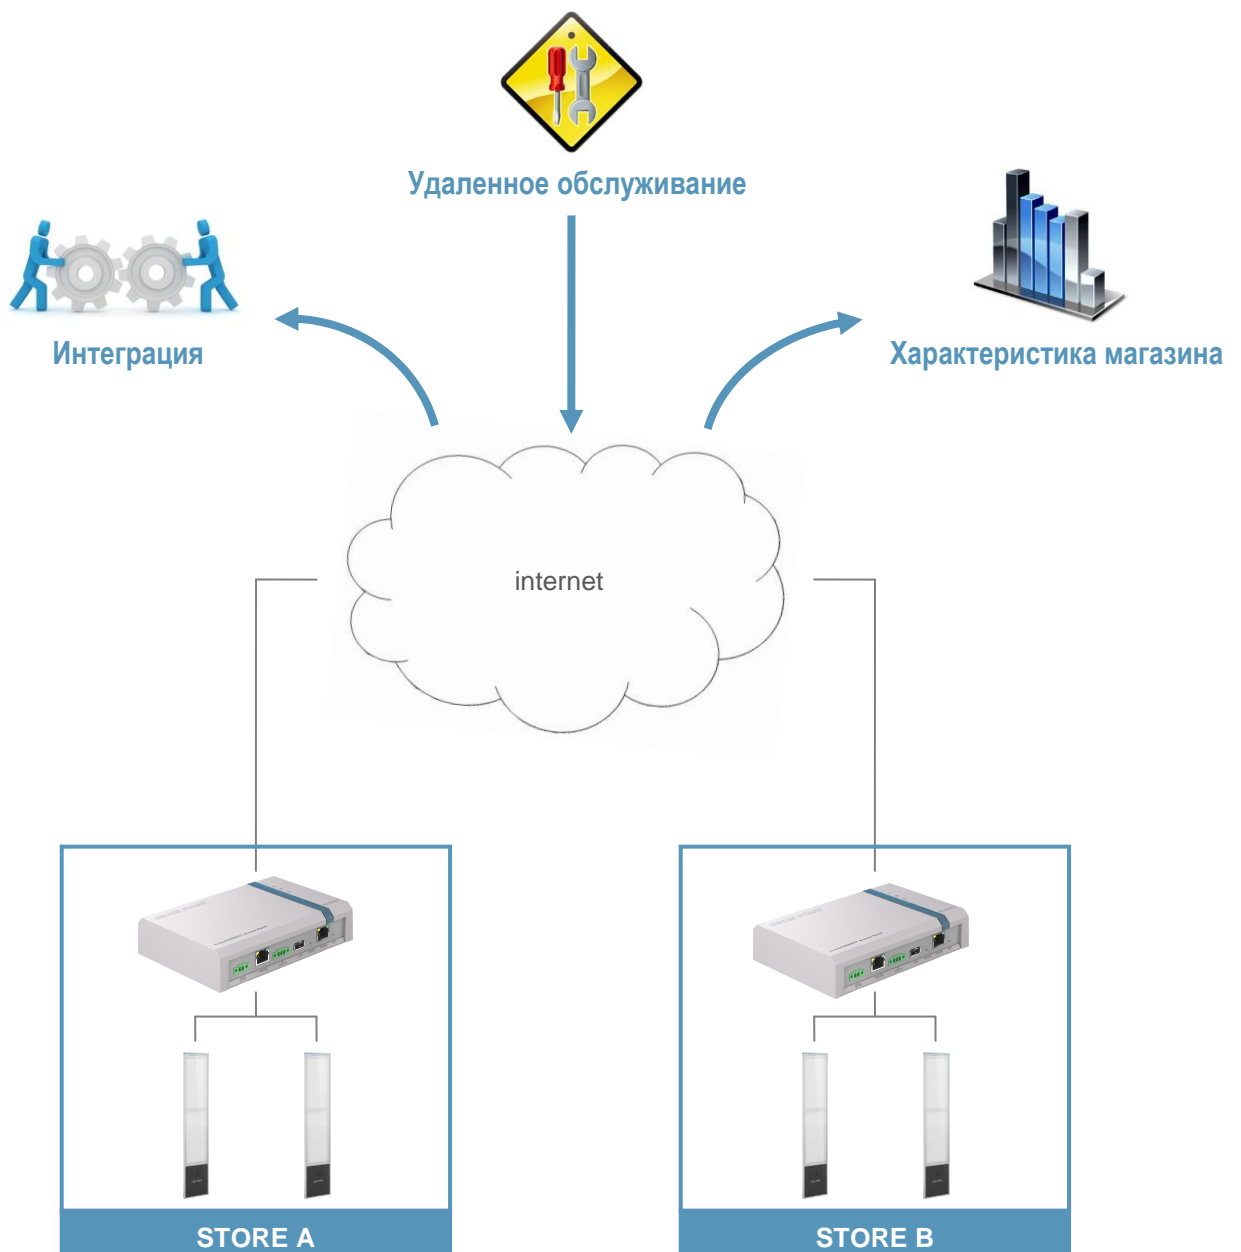 Удаленное обслуживание
Интеграция
Характеристика магазина
internet
STORE A
STORE B